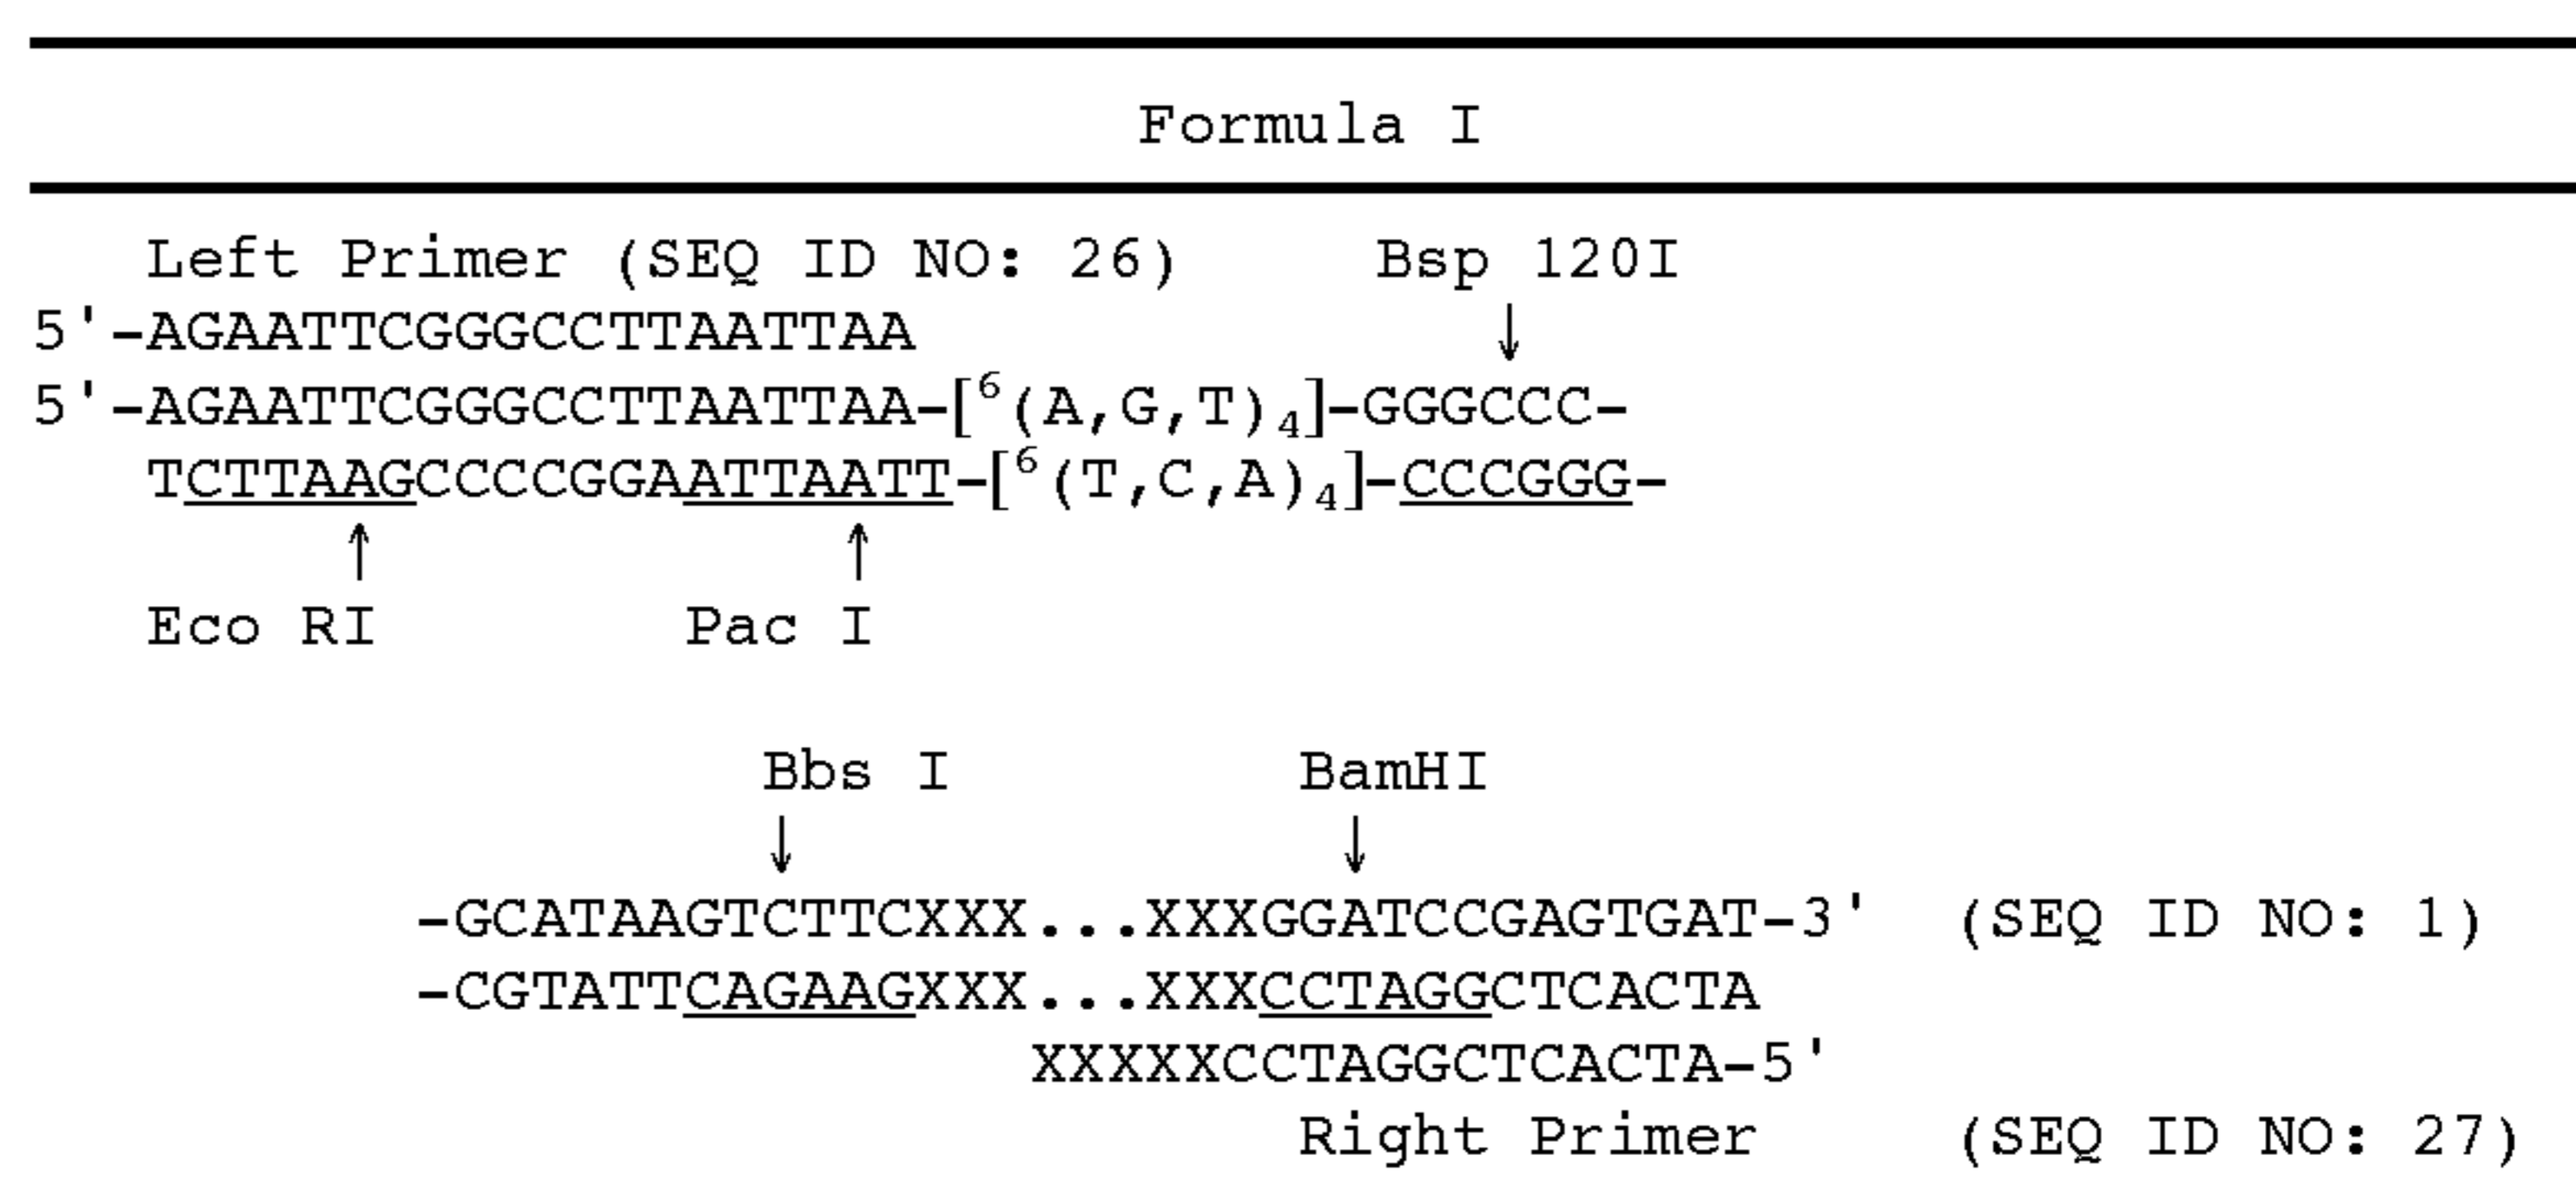 Formula I
Left Primer (SEQ ID NO: 26) Bsp 120I
↓
5'-AGAATTCGGGCCTTAATTAA
5'-AGAATTCGGGCCTTAATTAA-[⁶(A,G,T)₄]-GGGCCC-
TCTTAAGCCCCGGAATTAATT-[⁶(T,C,A)₄]-CCCGGG-
↑ ↑
Eco RI Pac I
Bbs I BamHI
↓ ↓
-GCATAAGTCTTCXXX...XXXGGATCCGAGTGAT-3' (SEQ ID NO: 1)
-CGTATTCAGAAGXXX...XXXCCTAGGCTCACTA
XXXXXCCTAGGCTCACTA-5'
Right Primer (SEQ ID NO: 27)